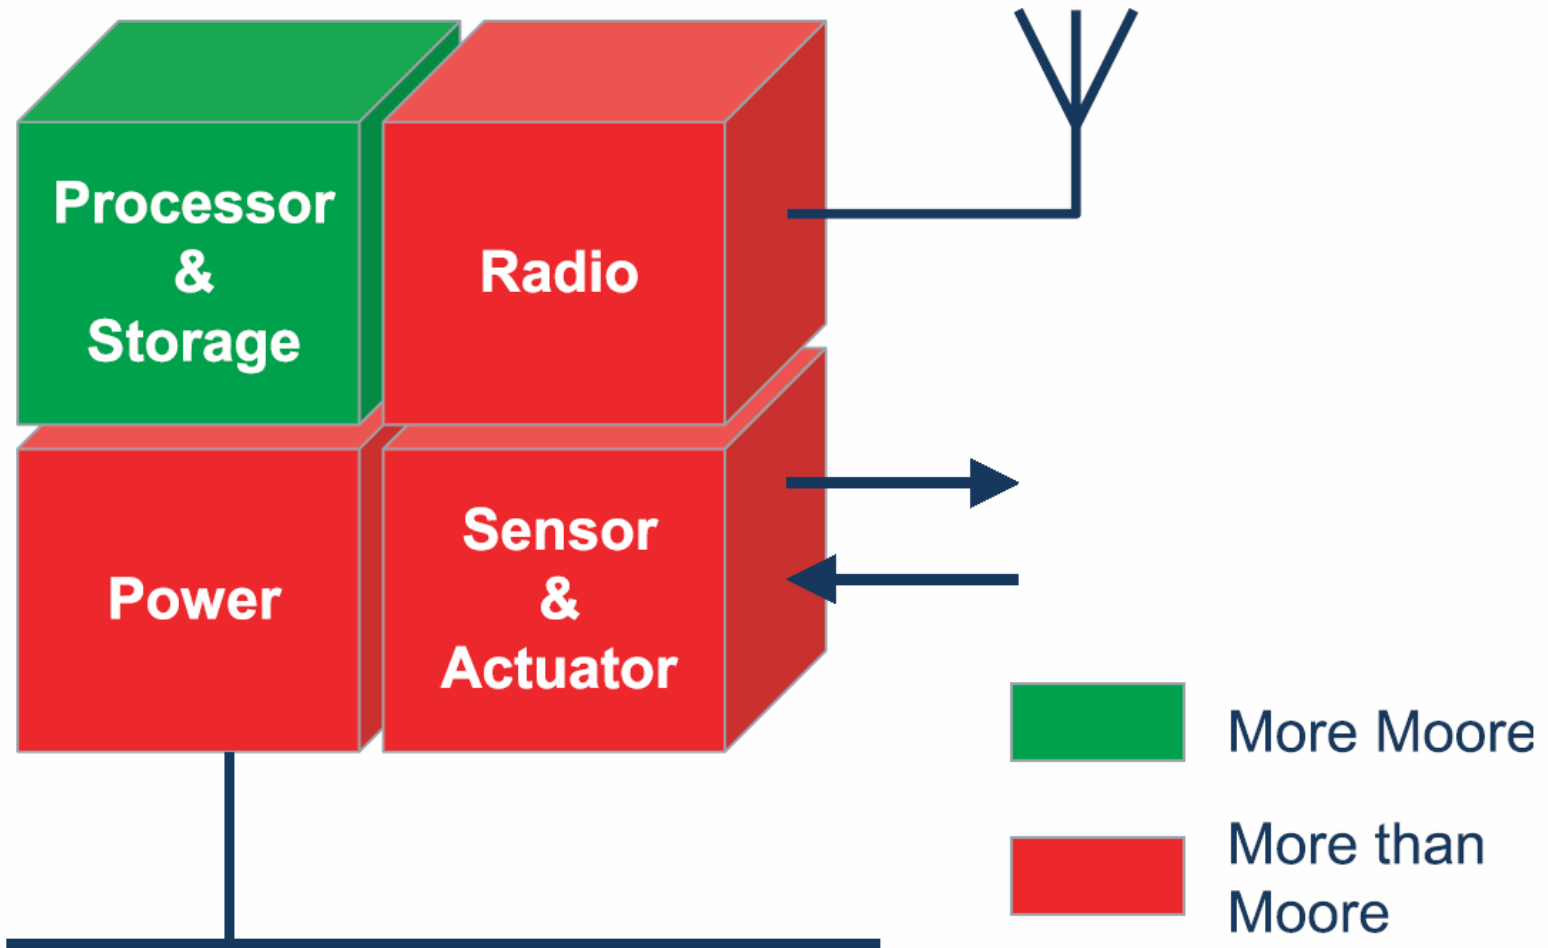 Processor
&
Storage
Radio
Power
Sensor
&
Actuator
More Moore
More than
Moore